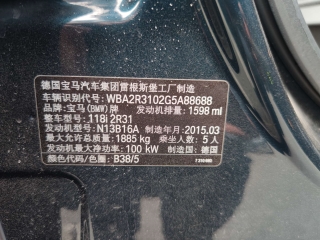 德国宝马汽车集团雷根斯堡工厂制造
车辆识别代号:WBA2R3102G5A88688
品牌:宝马(BMW)牌 发动机排量:1598 ml
整车型号:118i 2R31
发动机型号:N13B16A 制造年月:2015.03
最大允许总质量:1885 kg 乘坐人数:5 人
发动机最大净功率:100 kW 制造国:德国
颜色代码/色圈:B38/5